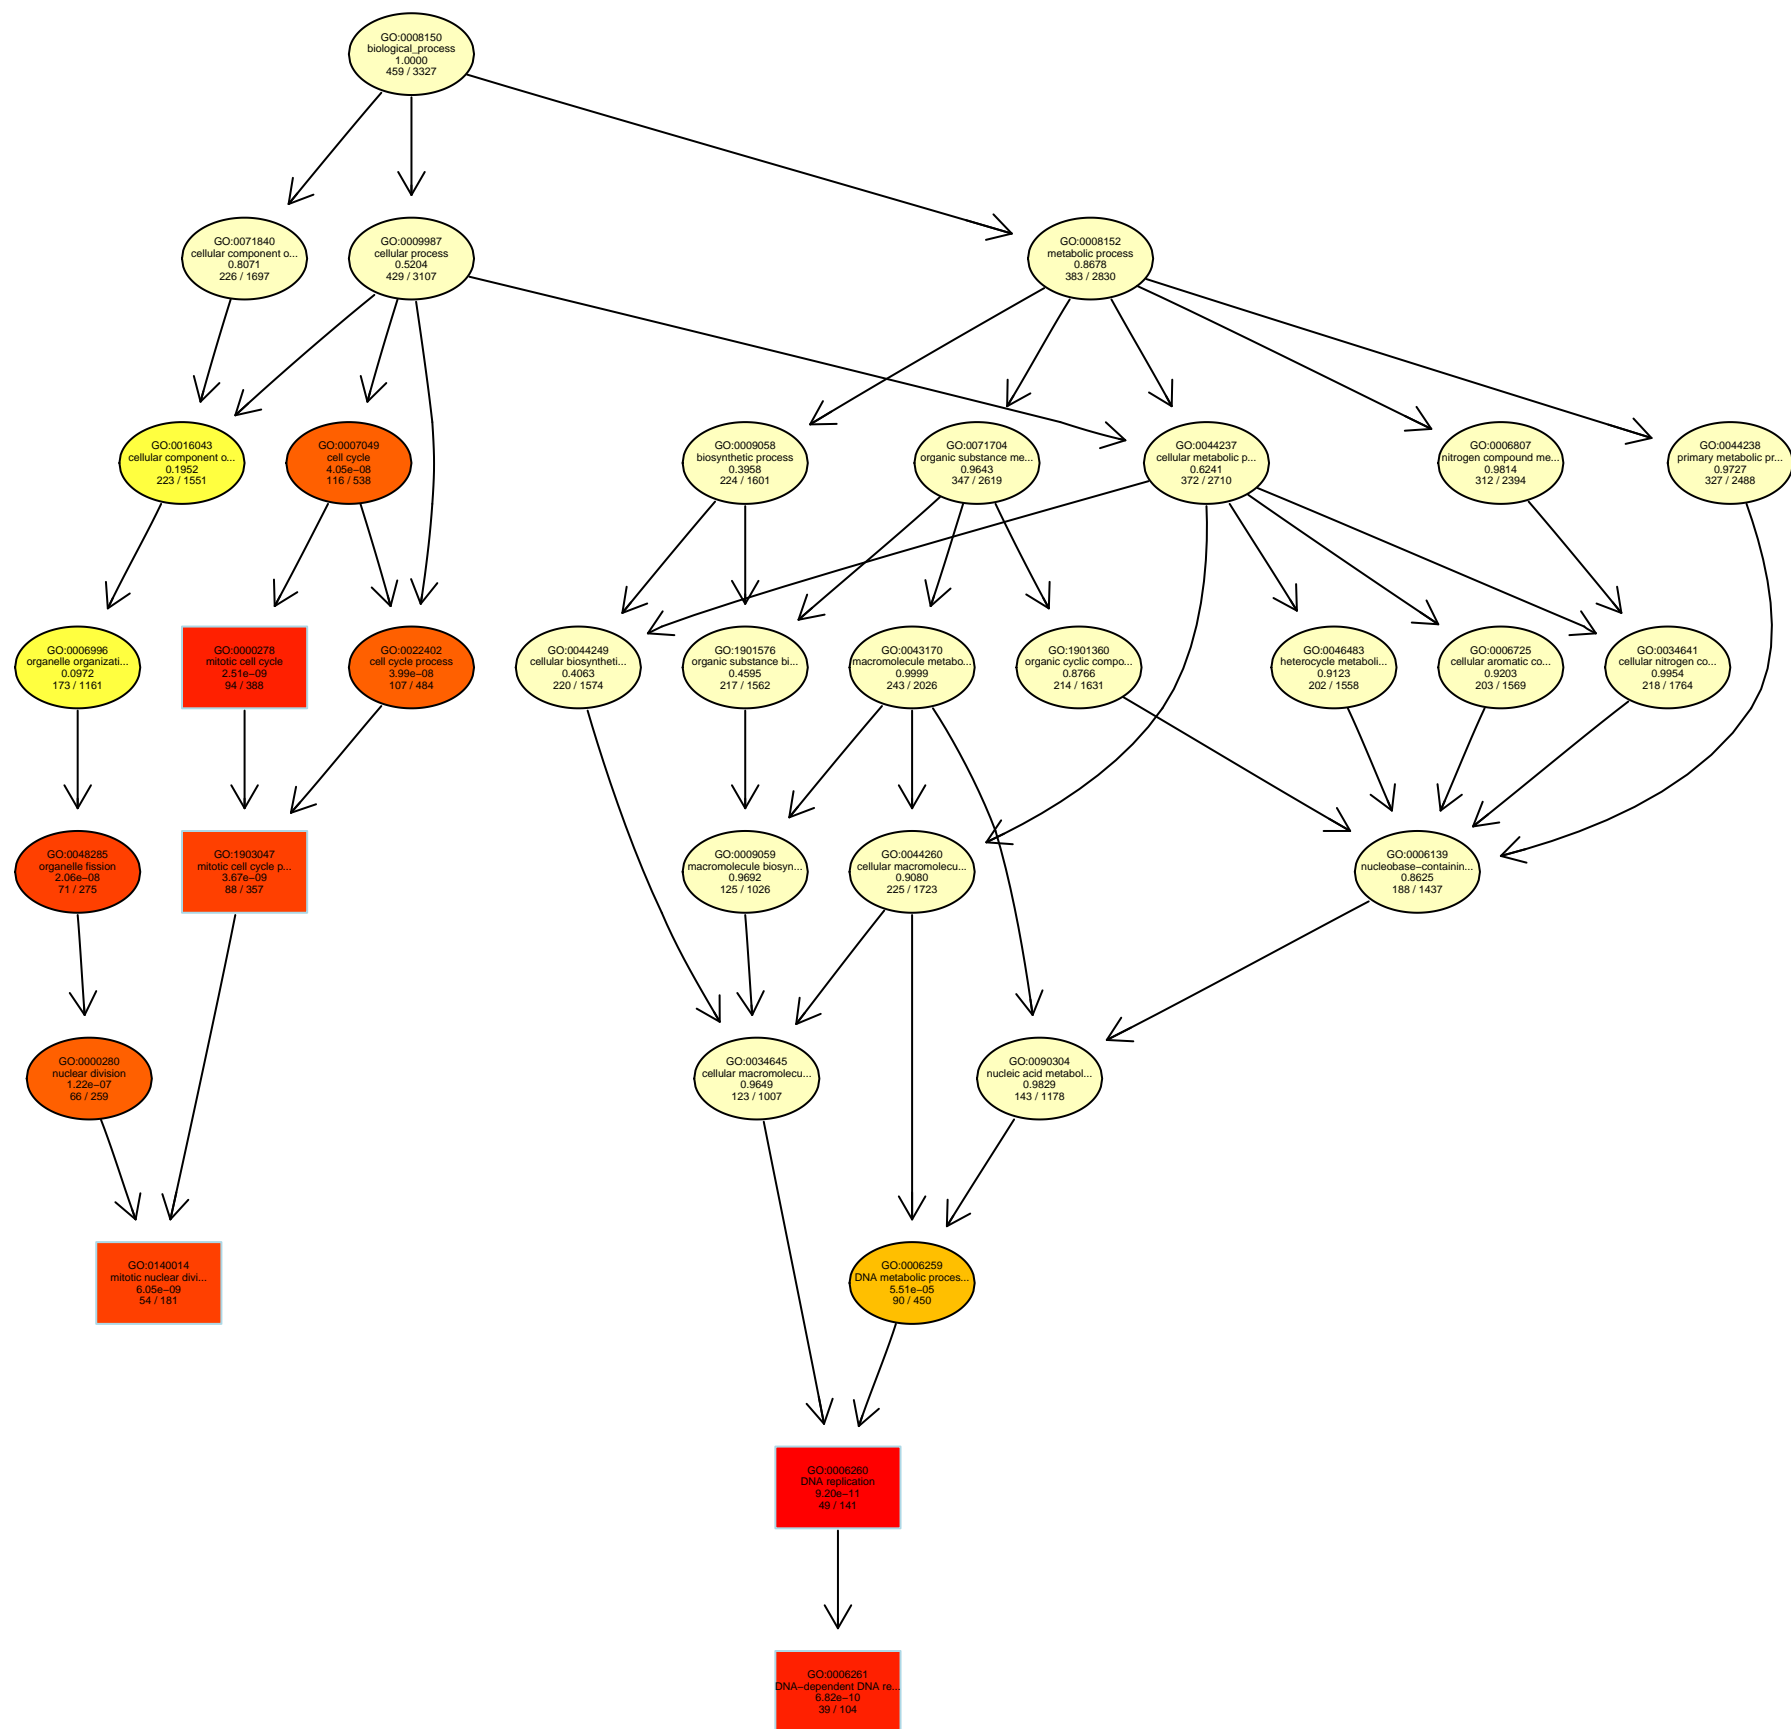 GO:0008150
biological_process
1.0000
459 / 3327
GO:0071840
cellular component o...
0.8071
226 / 1697
GO:0009987
cellular process
0.5204
429 / 3107
GO:0008152
metabolic process
0.8678
383 / 2830
GO:0016043
cellular component o...
0.1952
223 / 1551
GO:0007049
cell cycle
4.05e−08
116 / 538
GO:0009058
biosynthetic process
0.3958
224 / 1601
GO:0071704
organic substance me...
0.9643
347 / 2619
GO:0044237
cellular metabolic p...
0.6241
372 / 2710
GO:0006807
nitrogen compound me...
0.9814
312 / 2394
GO:0044238
primary metabolic pr...
0.9727
327 / 2488
GO:0006996
organelle organizati...
0.0972
173 / 1161
GO:0000278
mitotic cell cycle
2.51e−09
94 / 388
GO:0022402
cell cycle process
3.99e−08
107 / 484
GO:0044249
cellular biosyntheti...
0.4063
220 / 1574
GO:1901576
organic substance bi...
0.4595
217 / 1562
GO:0043170
macromolecule metabo...
0.9999
243 / 2026
GO:1901360
organic cyclic compo...
0.8766
214 / 1631
GO:0046483
heterocycle metaboli...
0.9123
202 / 1558
GO:0006725
cellular aromatic co...
0.9203
203 / 1569
GO:0034641
cellular nitrogen co...
0.9954
218 / 1764
GO:0048285
organelle fission
2.06e−08
71 / 275
GO:1903047
mitotic cell cycle p...
3.67e−09
88 / 357
GO:0009059
macromolecule biosyn...
0.9692
125 / 1026
GO:0044260
cellular macromolecu...
0.9080
225 / 1723
GO:0006139
nucleobase−containin...
0.8625
188 / 1437
GO:0000280
nuclear division
1.22e−07
66 / 259
GO:0034645
cellular macromolecu...
0.9649
123 / 1007
GO:0090304
nucleic acid metabol...
0.9829
143 / 1178
GO:0140014
mitotic nuclear divi...
6.05e−09
54 / 181
GO:0006259
DNA metabolic proces...
5.51e−05
90 / 450
GO:0006260
DNA replication
9.20e−11
49 / 141
GO:0006261
DNA−dependent DNA re...
6.82e−10
39 / 104